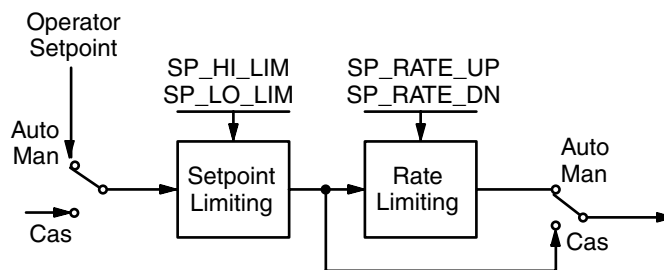 Operator
Setpoint
SP_HI_LIM
SP_LO_LIM
SP_RATE_UP
SP_RATE_DN
Auto
Man
Cas
Setpoint
Limiting
Rate
Limiting
Auto
Man
Cas